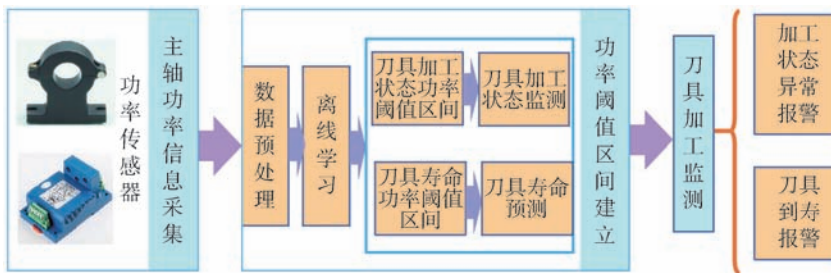 功率传感器
主轴功率信息采集
数据预处理
离线学习
刀具加工
状态功率
阈值区间
刀具加工
状态监测
刀具寿命
功率阈值
区间
刀具寿命
预测
功率阈值区间建立
刀具加工监测
加工
状态
异常
报警
刀具
到寿
报警